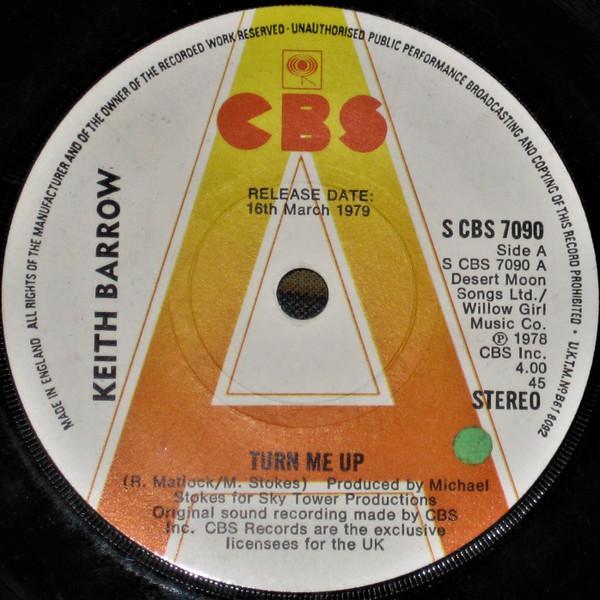 MADE IN ENGLAND ALL RIGHTS OF THE MANUFACTURER AND OF THE OWNER OF THE RECORDED WORK RESERVED · UNAUTHORISED PUBLIC PERFORMANCE BROADCASTING AND COPYING OF THIS RECORD PROHIBITED · U.K.T.M.Nº B61 6092
CBS
RELEASE DATE:
16th March 1979
KEITH BARROW
S CBS 7090
Side A
S CBS 7090 A
Desert Moon
Songs Ltd./
Willow Girl
Music Co.
Ⓟ 1978
CBS Inc.
4.00
45
STEREO
A
TURN ME UP
(R. Matlock/M. Stokes) Produced by Michael
Stokes for Sky Tower Productions
Original sound recording made by CBS
Inc. CBS Records are the exclusive
licensees for the UK